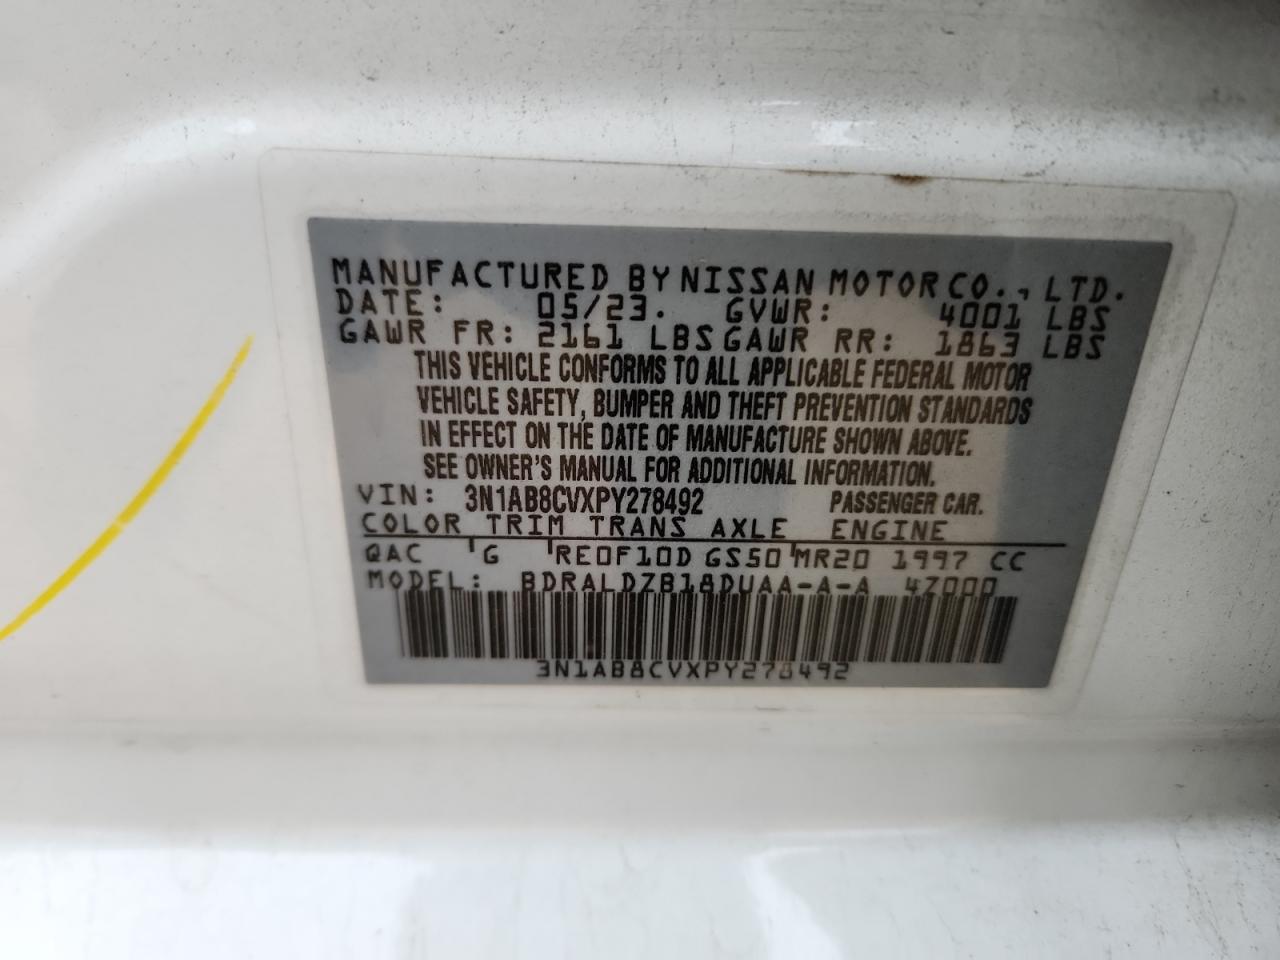 MANUFACTURED BY NISSAN MOTOR CO., LTD.
DATE: 05/23. GVWR: 4001 LBS
GAWR FR: 2161 LBS GAWR RR: 1863 LBS
THIS VEHICLE CONFORMS TO ALL APPLICABLE FEDERAL MOTOR
VEHICLE SAFETY, BUMPER AND THEFT PREVENTION STANDARDS
IN EFFECT ON THE DATE OF MANUFACTURE SHOWN ABOVE.
SEE OWNER'S MANUAL FOR ADDITIONAL INFORMATION.
VIN: 3N1AB8CVXPY278492 PASSENGER CAR.
COLOR TRIM TRANS AXLE ENGINE
QAC G RE0F10D GS50 MR20 1997 CC
MODEL: BDRALDZB18DUAA-A-A 4Z000
3N1AB8CVXPY278492